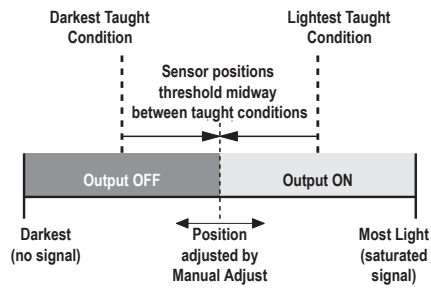 Darkest Taught
Condition
Lightest Taught
Condition
Sensor positions
threshold midway
between taught conditions
Output OFF
Output ON
Darkest
(no signal)
Position
adjusted by
Manual Adjust
Most Light
(saturated
signal)